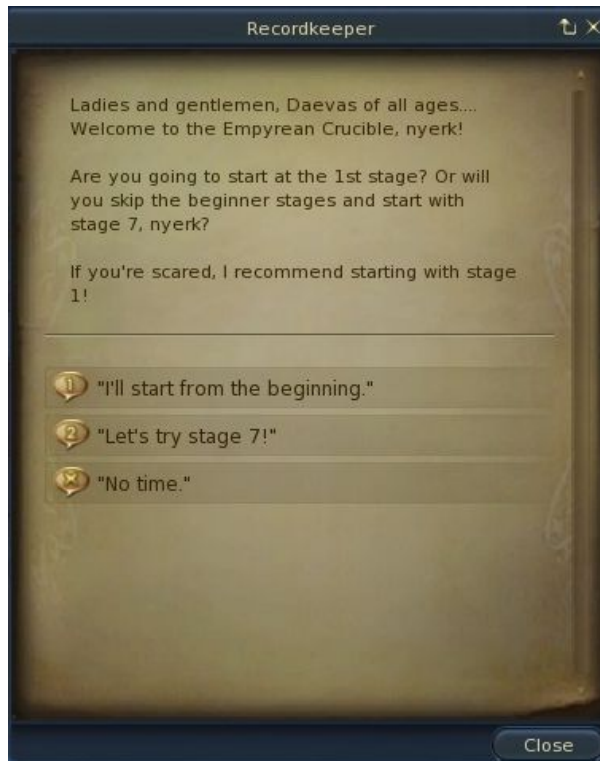 Recordkeeper
Ladies and gentlemen, Daevas of all ages....
Welcome to the Empyrean Crucible, nyerk!
Are you going to start at the 1st stage? Or will
you skip the beginner stages and start with
stage 7, nyerk?
If you're scared, I recommend starting with stage
1!
1 "I'll start from the beginning."
2 "Let's try stage 7!"
"No time."
Close